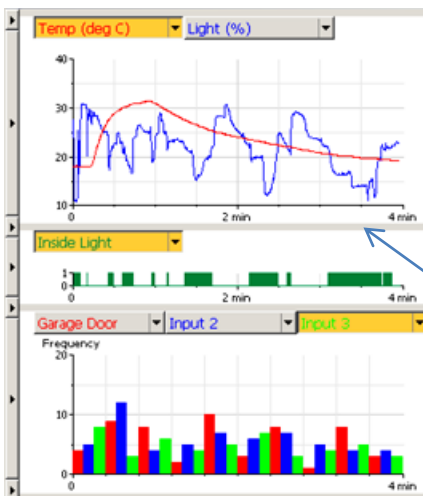 Temp (deg C) Light (%)
40
30
20
10
0 2 min 4 min
Inside Light
1
0
0 2 min 4 min
Garage Door Input 2 Input 3
Frequency
20
10
0
0 4 min